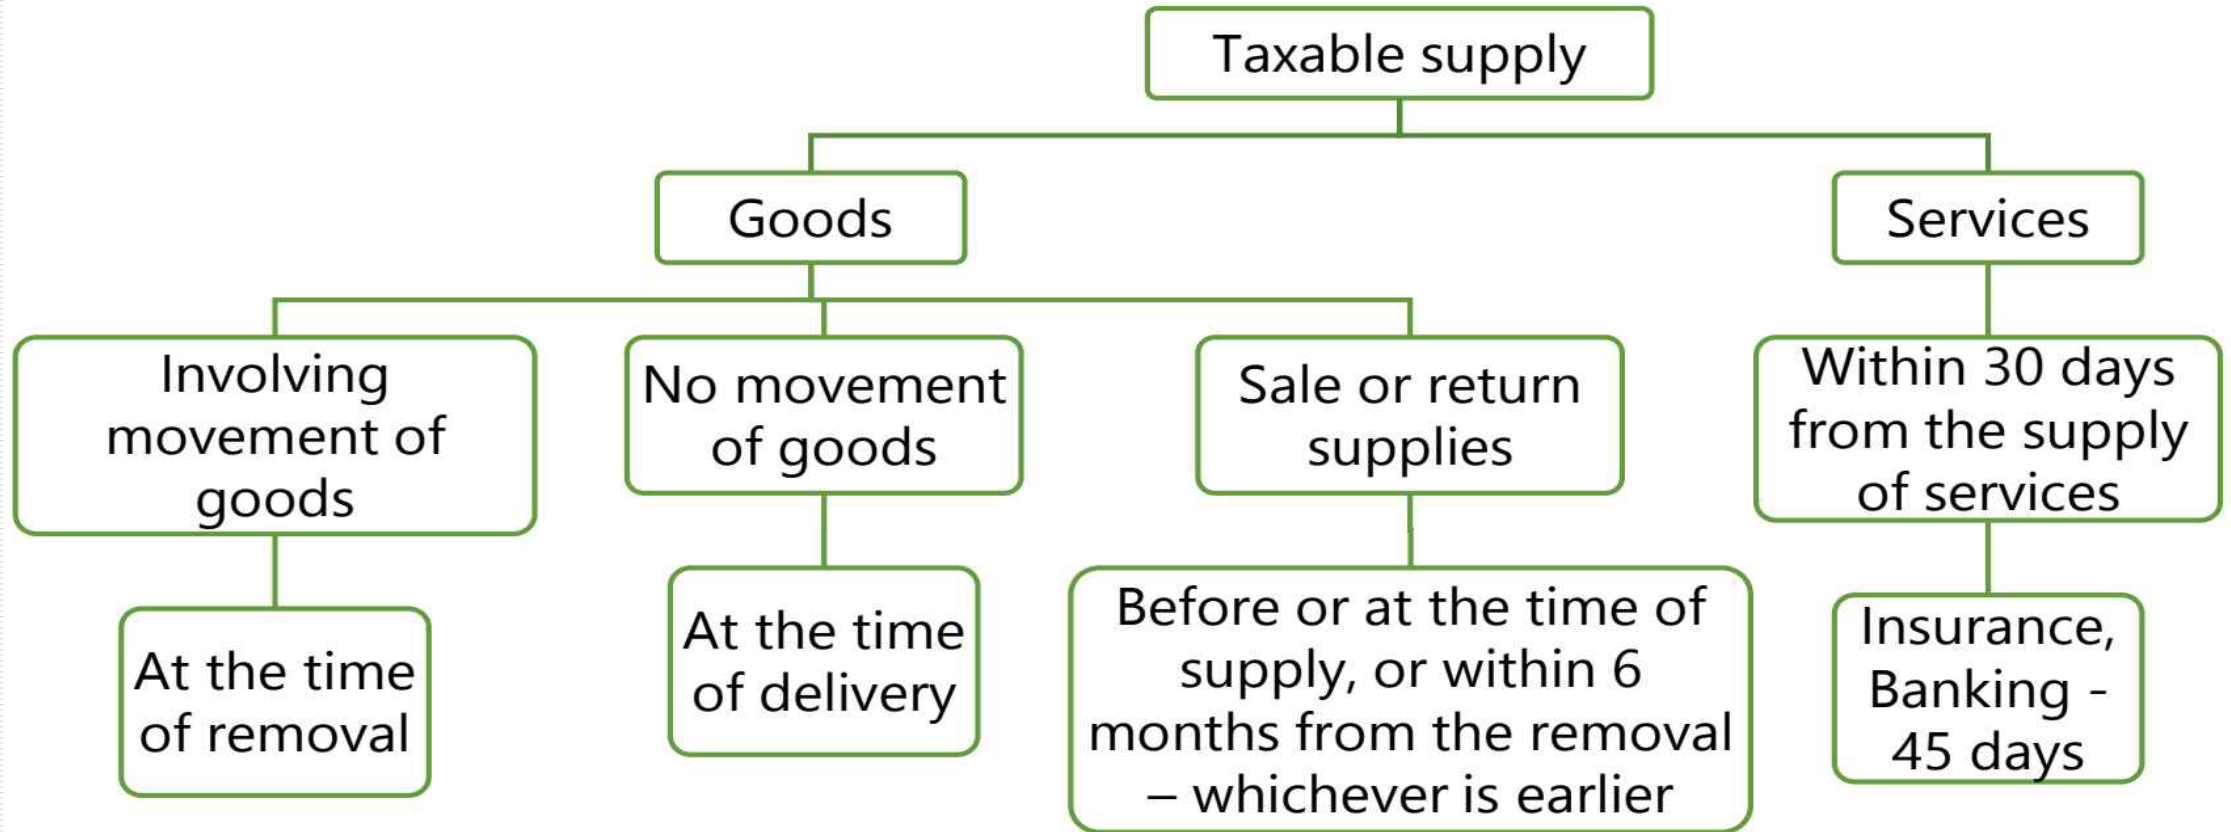 Taxable supply
Goods
Services
Involving
movement of
goods
No movement
of goods
Sale or return
supplies
Within 30 days
from the supply
of services
At the time
of removal
At the time
of delivery
Before or at the time of
supply, or within 6
months from the removal
– whichever is earlier
Insurance,
Banking -
45 days